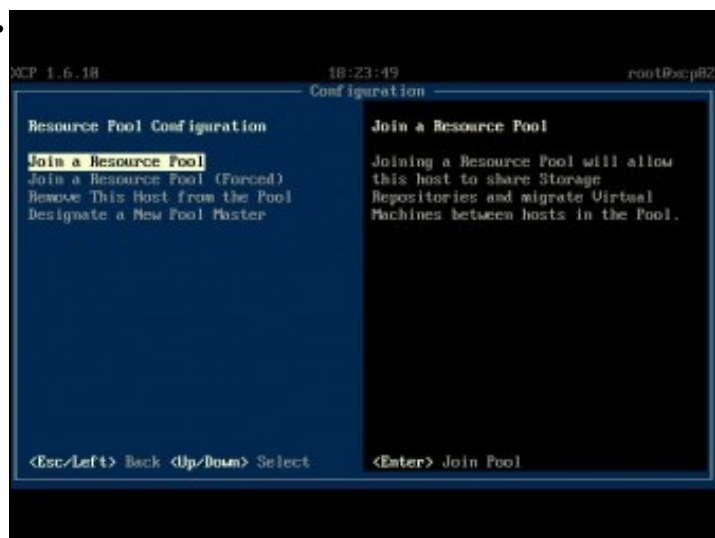 XCP 1.6.10 18:23:49 root@xcp02
Configuration
Resource Pool Configuration
Join a Resource Pool
Join a Resource Pool (Forced)
Remove This Host from the Pool
Designate a New Pool Master
<Esc/Left> Back <Up/Down> Select
Join a Resource Pool
Joining a Resource Pool will allow
this host to share Storage
Repositories and migrate Virtual
Machines between hosts in the Pool.
<Enter> Join Pool